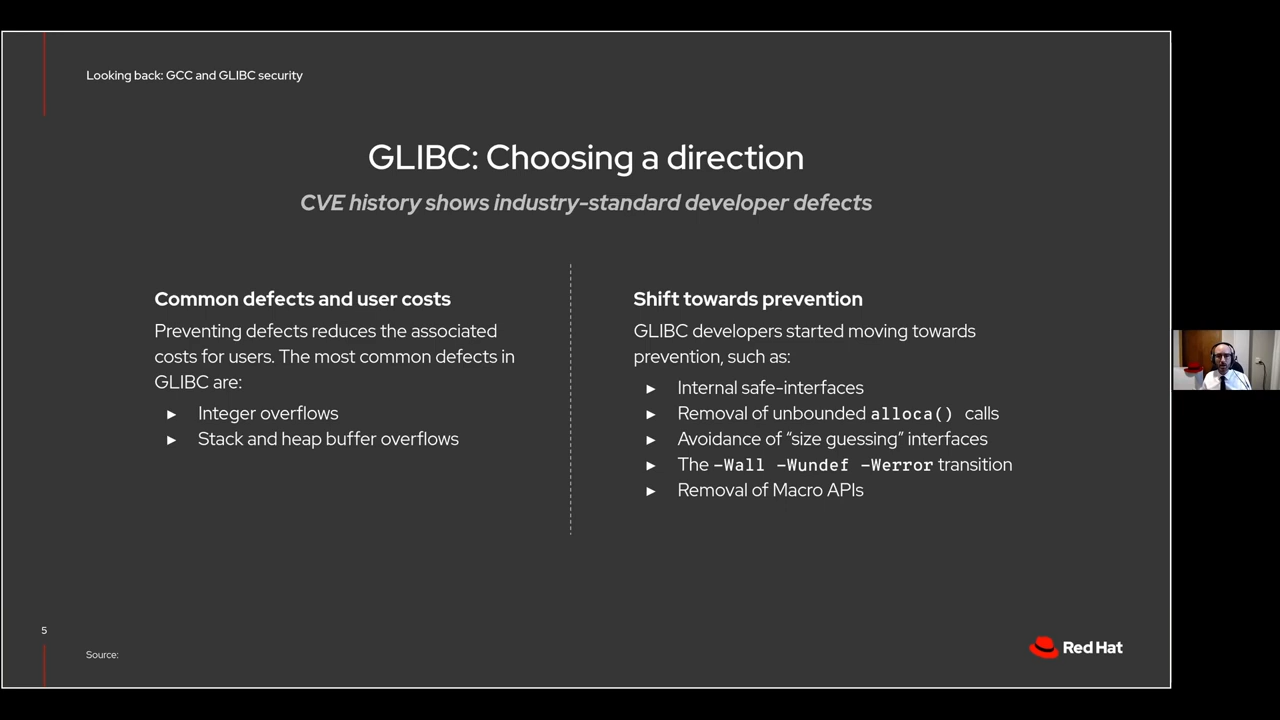 Looking back: GCC and GLIBC security
GLIBC: Choosing a direction
CVE history shows industry-standard developer defects
Common defects and user costs
Preventing defects reduces the associated
costs for users. The most common defects in
GLIBC are:
► Integer overflows
► Stack and heap buffer overflows
Shift towards prevention
GLIBC developers started moving towards
prevention, such as:
► Internal safe-interfaces
► Removal of unbounded alloca() calls
► Avoidance of “size guessing” interfaces
► The -Wall -Wundef -Werror transition
► Removal of Macro APIs
5
Source:
Red Hat